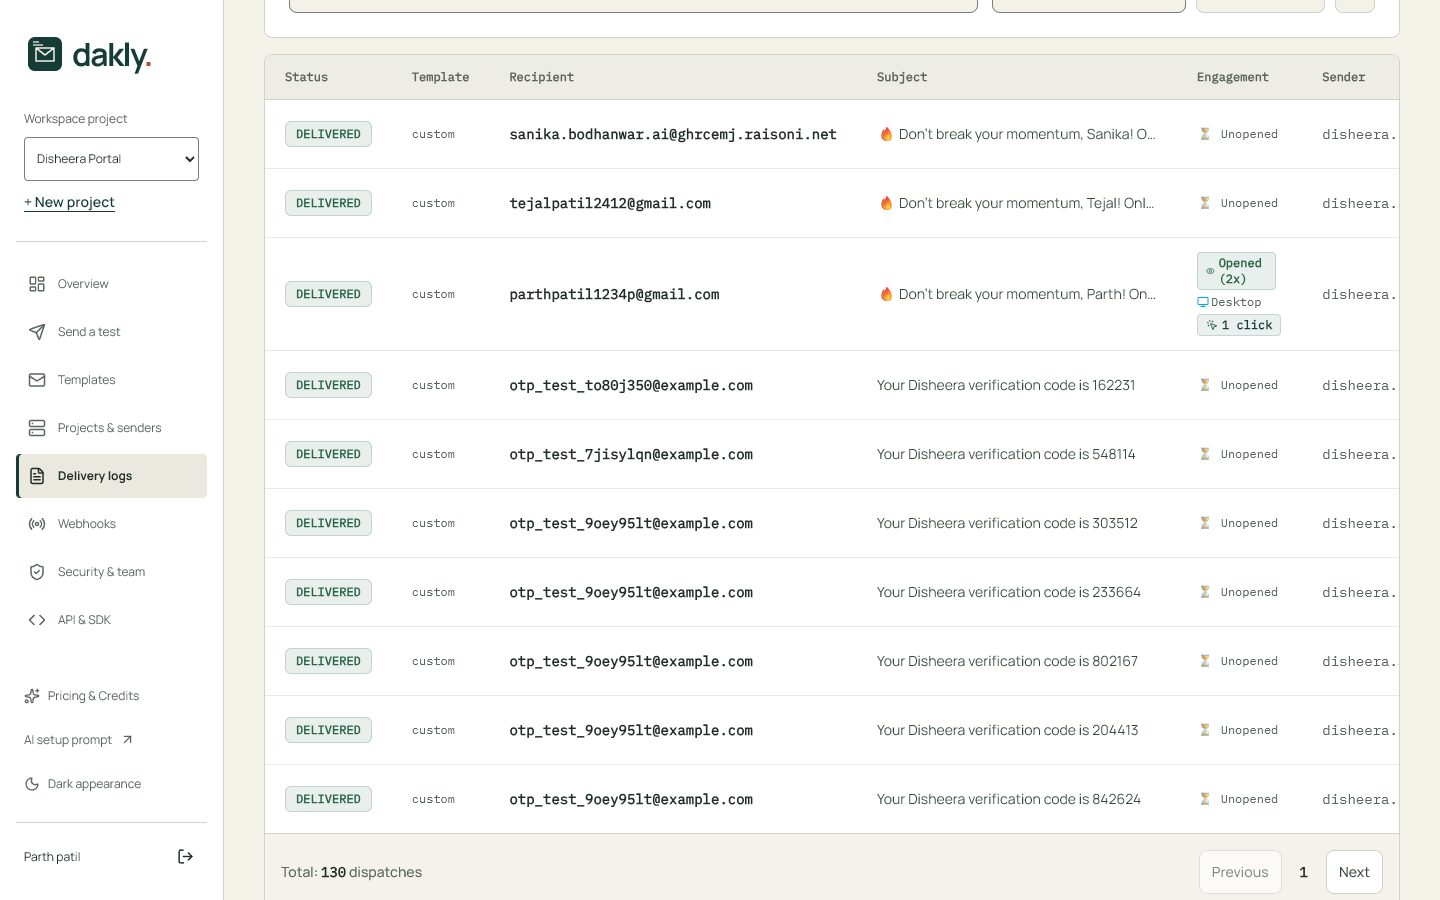 dakly.
Workspace project
Disheera Portal
+ New project
Overview
Send a test
Templates
Projects & senders
Delivery logs
Webhooks
Security & team
API & SDK
Pricing & Credits
AI setup prompt
Dark appearance
Parth patil
Status Template Recipient Subject Engagement Sender
DELIVERED custom sanika.bodhanwar.ai@ghrcemj.raisoni.net 🔥 Don't break your momentum, Sanika! O... ⏳ Unopened disheera.
DELIVERED custom tejalpatil2412@gmail.com 🔥 Don't break your momentum, Tejal! Onl... ⏳ Unopened disheera.
DELIVERED custom parthpatil1234p@gmail.com 🔥 Don't break your momentum, Parth! On... Opened (2x) Desktop 1 click disheera.
DELIVERED custom otp_test_to80j350@example.com Your Disheera verification code is 162231 ⏳ Unopened disheera.
DELIVERED custom otp_test_7jisylqn@example.com Your Disheera verification code is 548114 ⏳ Unopened disheera.
DELIVERED custom otp_test_9oey95lt@example.com Your Disheera verification code is 303512 ⏳ Unopened disheera.
DELIVERED custom otp_test_9oey95lt@example.com Your Disheera verification code is 233664 ⏳ Unopened disheera.
DELIVERED custom otp_test_9oey95lt@example.com Your Disheera verification code is 802167 ⏳ Unopened disheera.
DELIVERED custom otp_test_9oey95lt@example.com Your Disheera verification code is 204413 ⏳ Unopened disheera.
DELIVERED custom otp_test_9oey95lt@example.com Your Disheera verification code is 842624 ⏳ Unopened disheera.
Total: 130 dispatches Previous 1 Next